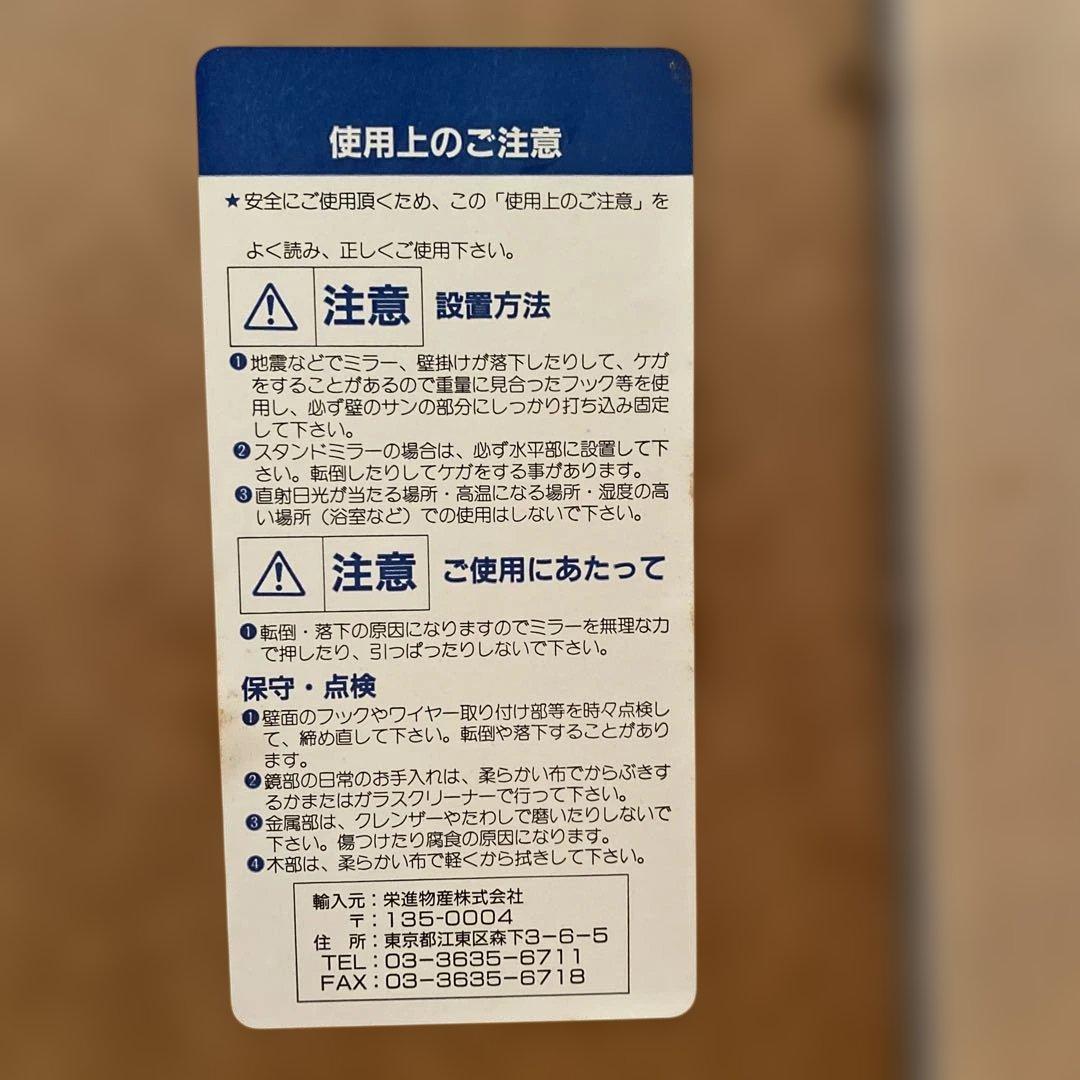 使用上のご注意
★安全にご使用頂くため、この「使用上のご注意」を
よく読み、正しくご使用下さい。
注意 設置方法
❶地震などでミラー、壁掛けが落下したりして、ケガ
をすることがあるので重量に見合ったフック等を使
用し、必ず壁のサンの部分にしっかり打ち込み固定
して下さい。
❷スタンドミラーの場合は、必ず水平部に設置して下
さい。転倒したりしてケガをする事があります。
❸直射日光が当たる場所・高温になる場所・湿度の高
い場所（浴室など）での使用はしないで下さい。
注意 ご使用にあたって
❶転倒・落下の原因になりますのでミラーを無理な力
で押したり、引っぱったりしないで下さい。
保守・点検
❶壁面のフックやワイヤー取り付け部等を時々点検し
て、締め直して下さい。転倒や落下することがあり
ます。
❷鏡部の日常のお手入れは、柔らかい布でからぶきす
るかまたはガラスクリーナーで行って下さい。
❸金属部は、クレンザーやたわしで磨いたりしないで
下さい。傷つけたり腐食の原因になります。
❹木部は、柔らかい布で軽くから拭きして下さい。
輸入元：栄進物産株式会社
〒：135-0004
住　所：東京都江東区森下3－6－5
TEL：03－3635－6711
FAX：03－3635－6718